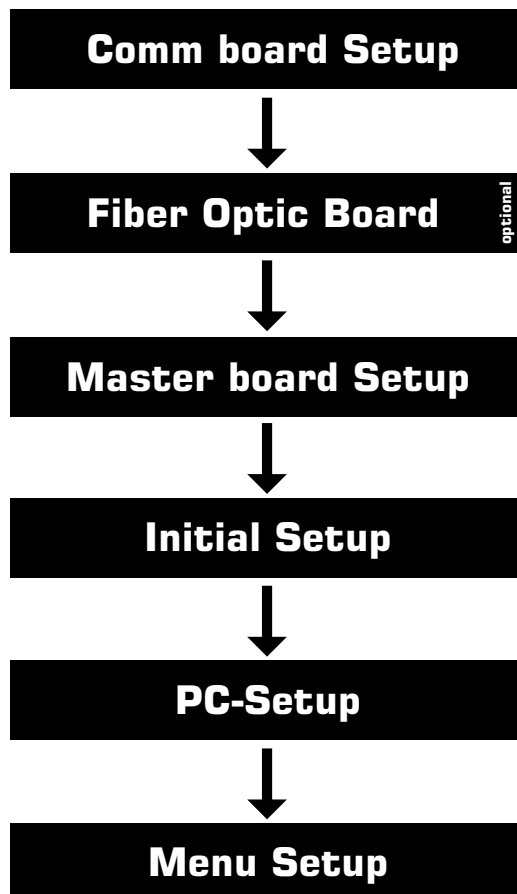 Comm board Setup
Fiber Optic Board
optional
Master board Setup
Initial Setup
PC-Setup
Menu Setup